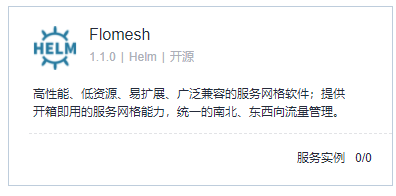 HELM
Flomesh
1.1.0 | Helm | 开源
高性能、低资源、易扩展、广泛兼容的服务网格软件；提供
开箱即用的服务网格能力，统一的南北、东西向流量管理。
服务实例 0/0